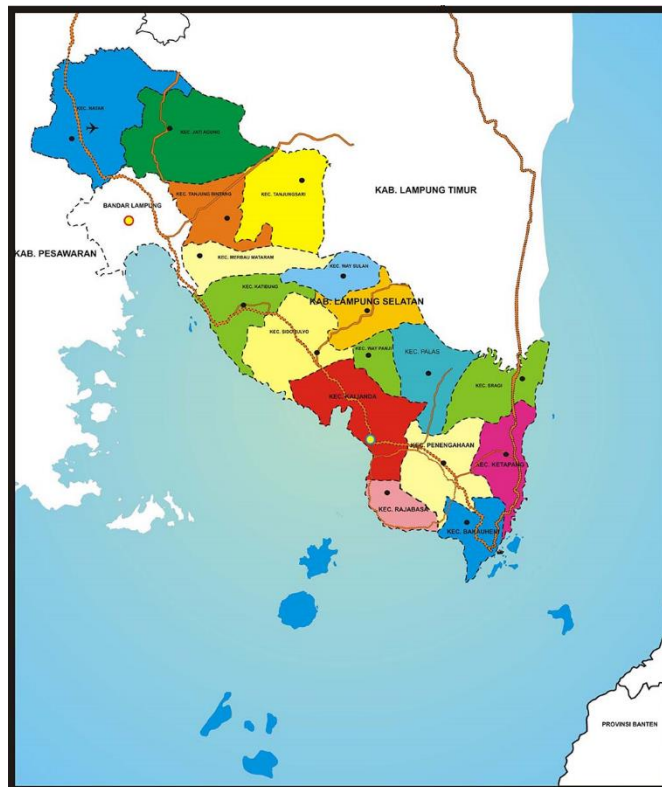 KEC. NATAR
KEC. JATI AGUNG
KEC. TANJUNG BINTANG
KEC. TANJUNGSARI
KAB. LAMPUNG TIMUR
BANDAR LAMPUNG
KAB. PESAWARAN
KEC. MERBAU MATARAM
KEC. WAY SULAN
KEC. KATIBUNG
KAB. LAMPUNG SELATAN
KEC. SIDOMULYO
KEC. WAY PANJI
KEC. PALAS
KEC. SRAGI
KEC. KALIANDA
KEC. PENENGAHAAN
KEC. KETAPANG
KEC. RAJABASA
KEC. BAKAUHENI
PROVINSI BANTEN